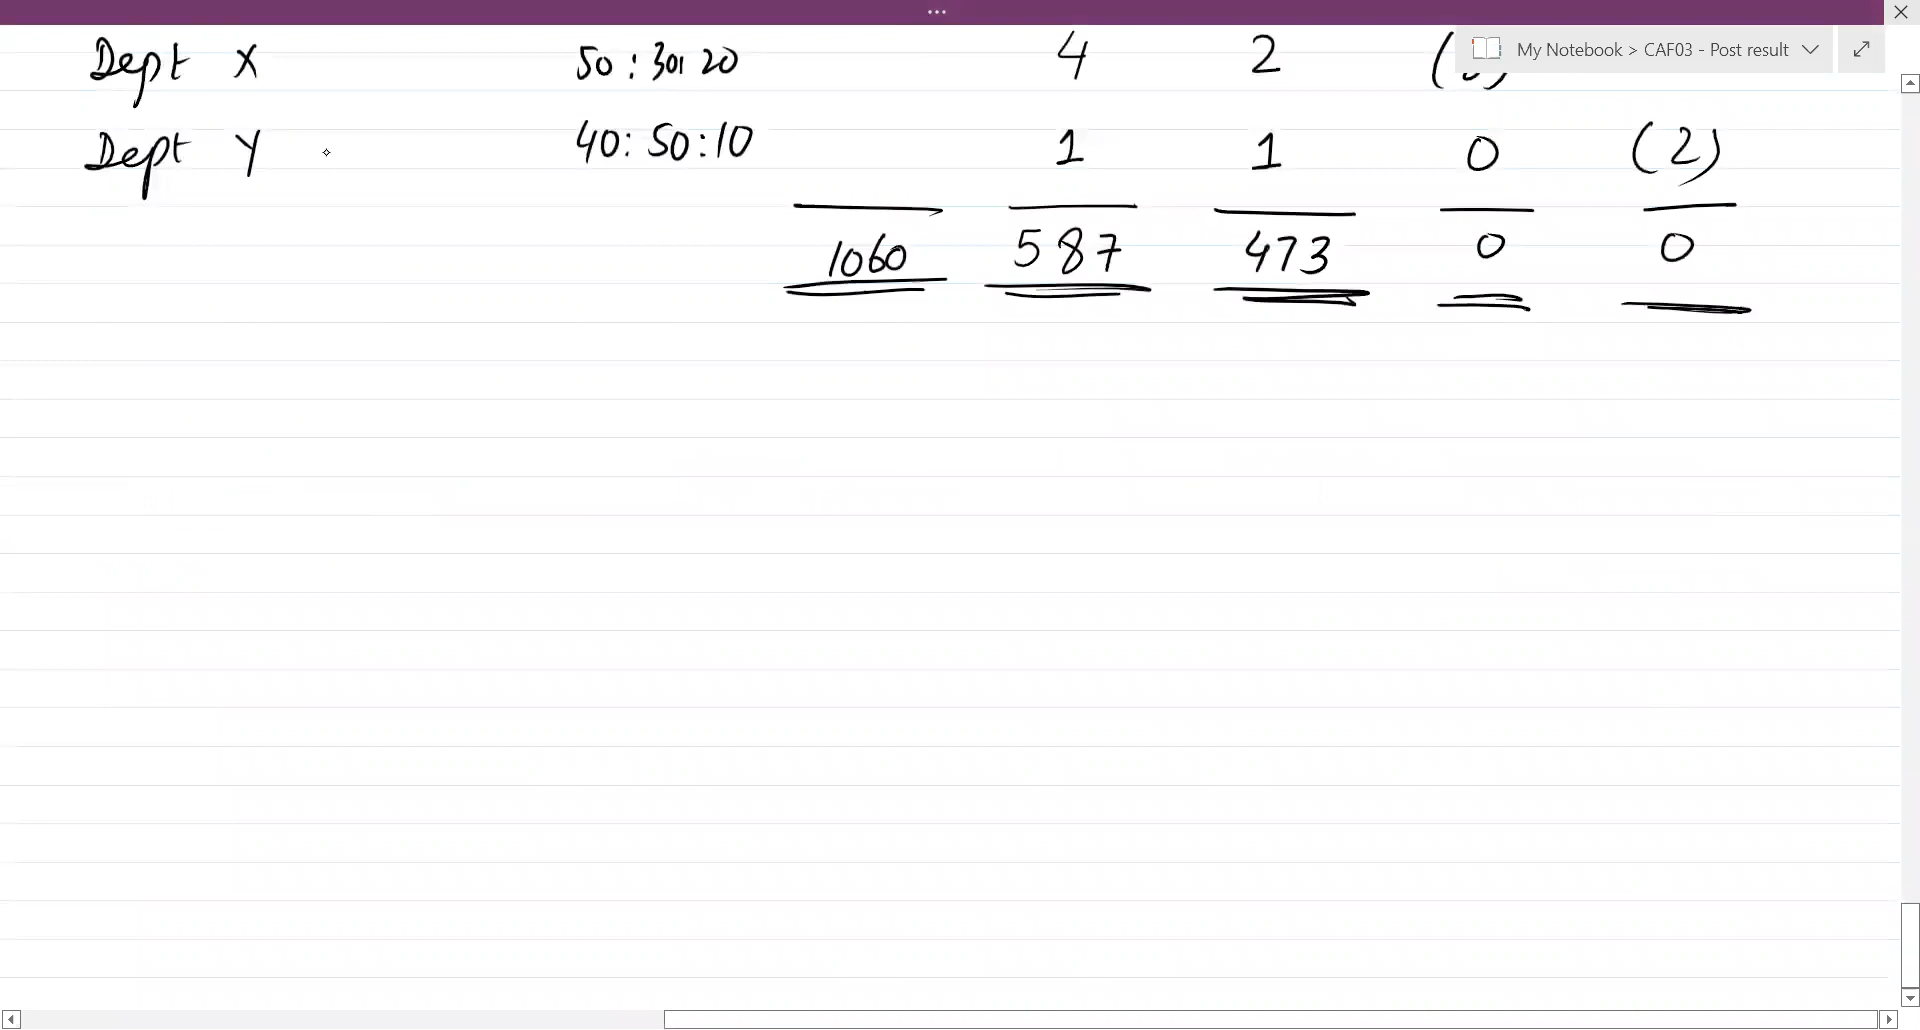 My Notebook > CAF03 - Post result
Dept X 50:30:20 4 2
Dept Y 40:50:10 1 1 0 (2)
1060 587 473 0 0